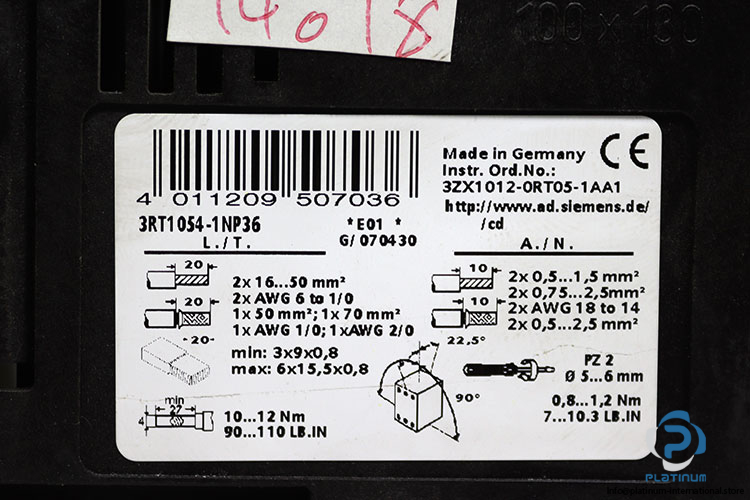 14018
100 x 130
4 011209 507036
3RT1054-1NP36
*E01 *
G/ 070430
Made in Germany
Instr. Ord.No.:
3ZX1012-0RT05-1AA1
http://www.ad.siemens.de/
/cd
CE
L./T.
20
2x 16...50 mm²
2x AWG 6 to 1/0
20
1x 50 mm²; 1x 70 mm²
1x AWG 1/0; 1xAWG 2/0
-20-
min: 3x9x0,8
max: 6x15,5x0,8
min
27
4
10...12 Nm
90...110 LB.IN
A./N.
10
2x 0,5...1,5 mm²
2x 0,75...2,5mm²
10
2x AWG 18 to 14
2x 0,5...2,5 mm²
22,5°
90°
PZ 2
Ø 5...6 mm
0,8...1,2 Nm
7...10.3 LB.IN
PLATINUM